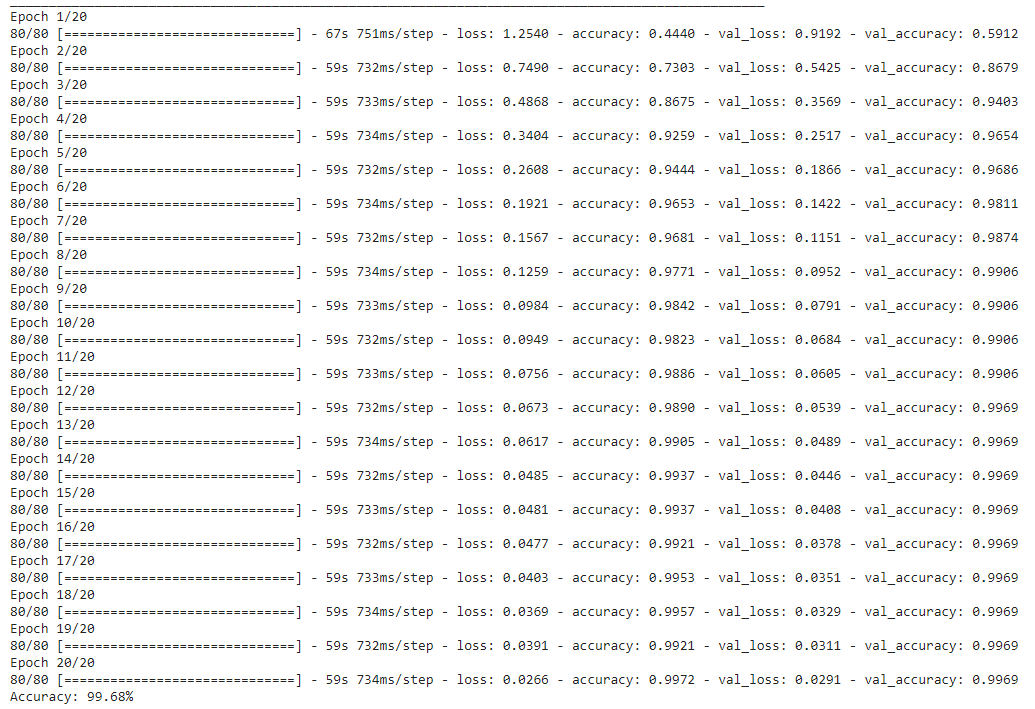 Epoch 1/20
80/80 [==============================] - 67s 751ms/step - loss: 1.2540 - accuracy: 0.4440 - val_loss: 0.9192 - val_accuracy: 0.5912
Epoch 2/20
80/80 [==============================] - 59s 732ms/step - loss: 0.7490 - accuracy: 0.7303 - val_loss: 0.5425 - val_accuracy: 0.8679
Epoch 3/20
80/80 [==============================] - 59s 733ms/step - loss: 0.4868 - accuracy: 0.8675 - val_loss: 0.3569 - val_accuracy: 0.9403
Epoch 4/20
80/80 [==============================] - 59s 734ms/step - loss: 0.3404 - accuracy: 0.9259 - val_loss: 0.2517 - val_accuracy: 0.9654
Epoch 5/20
80/80 [==============================] - 59s 732ms/step - loss: 0.2608 - accuracy: 0.9444 - val_loss: 0.1866 - val_accuracy: 0.9686
Epoch 6/20
80/80 [==============================] - 59s 734ms/step - loss: 0.1921 - accuracy: 0.9653 - val_loss: 0.1422 - val_accuracy: 0.9811
Epoch 7/20
80/80 [==============================] - 59s 732ms/step - loss: 0.1567 - accuracy: 0.9681 - val_loss: 0.1151 - val_accuracy: 0.9874
Epoch 8/20
80/80 [==============================] - 59s 734ms/step - loss: 0.1259 - accuracy: 0.9771 - val_loss: 0.0952 - val_accuracy: 0.9906
Epoch 9/20
80/80 [==============================] - 59s 733ms/step - loss: 0.0984 - accuracy: 0.9842 - val_loss: 0.0791 - val_accuracy: 0.9906
Epoch 10/20
80/80 [==============================] - 59s 732ms/step - loss: 0.0949 - accuracy: 0.9823 - val_loss: 0.0684 - val_accuracy: 0.9906
Epoch 11/20
80/80 [==============================] - 59s 733ms/step - loss: 0.0756 - accuracy: 0.9886 - val_loss: 0.0605 - val_accuracy: 0.9906
Epoch 12/20
80/80 [==============================] - 59s 732ms/step - loss: 0.0673 - accuracy: 0.9890 - val_loss: 0.0539 - val_accuracy: 0.9969
Epoch 13/20
80/80 [==============================] - 59s 734ms/step - loss: 0.0617 - accuracy: 0.9905 - val_loss: 0.0489 - val_accuracy: 0.9969
Epoch 14/20
80/80 [==============================] - 59s 732ms/step - loss: 0.0485 - accuracy: 0.9937 - val_loss: 0.0446 - val_accuracy: 0.9969
Epoch 15/20
80/80 [==============================] - 59s 733ms/step - loss: 0.0481 - accuracy: 0.9937 - val_loss: 0.0408 - val_accuracy: 0.9969
Epoch 16/20
80/80 [==============================] - 59s 732ms/step - loss: 0.0477 - accuracy: 0.9921 - val_loss: 0.0378 - val_accuracy: 0.9969
Epoch 17/20
80/80 [==============================] - 59s 733ms/step - loss: 0.0403 - accuracy: 0.9953 - val_loss: 0.0351 - val_accuracy: 0.9969
Epoch 18/20
80/80 [==============================] - 59s 734ms/step - loss: 0.0369 - accuracy: 0.9957 - val_loss: 0.0329 - val_accuracy: 0.9969
Epoch 19/20
80/80 [==============================] - 59s 732ms/step - loss: 0.0391 - accuracy: 0.9921 - val_loss: 0.0311 - val_accuracy: 0.9969
Epoch 20/20
80/80 [==============================] - 59s 734ms/step - loss: 0.0266 - accuracy: 0.9972 - val_loss: 0.0291 - val_accuracy: 0.9969
Accuracy: 99.68%